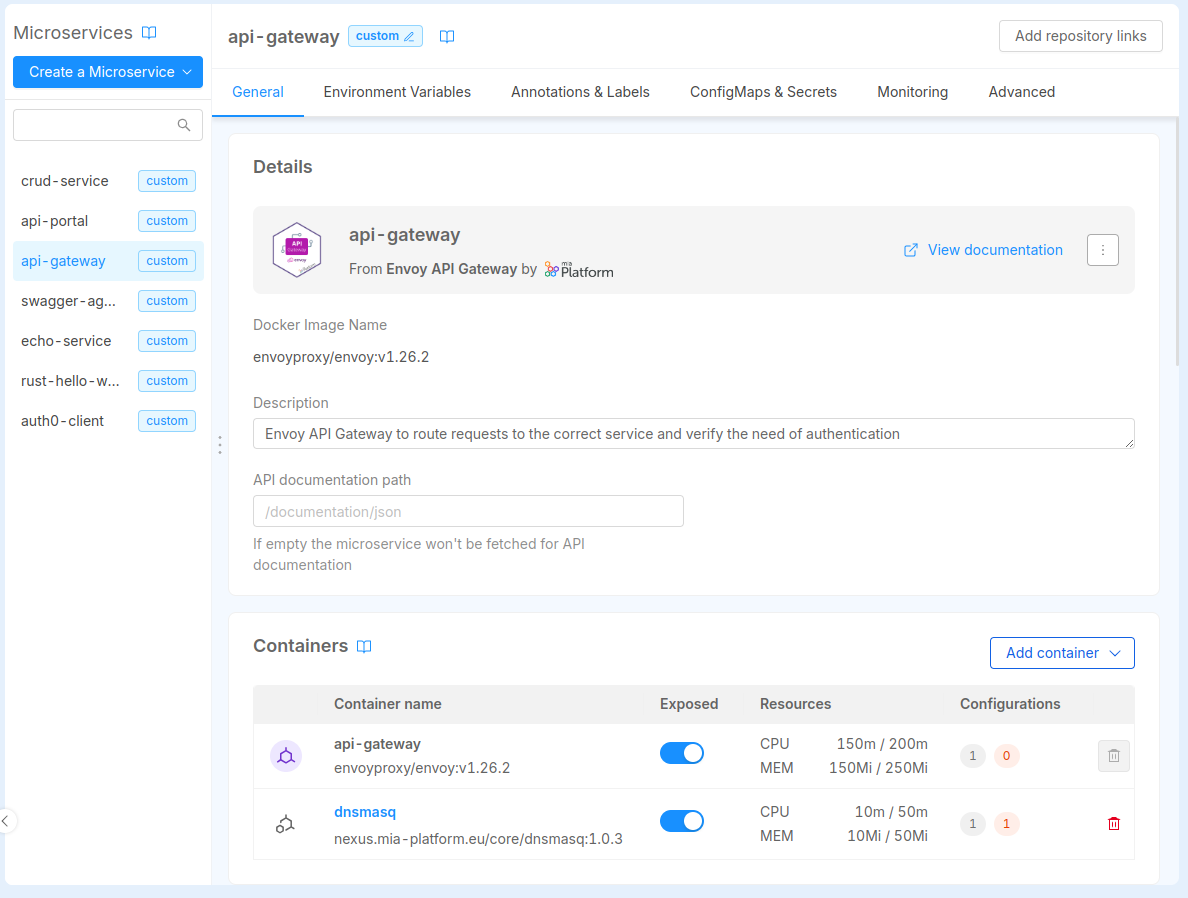 Microservices
Create a Microservice
crud-service custom
api-portal custom
api-gateway custom
swagger-ag... custom
echo-service custom
rust-hello-w... custom
auth0-client custom
api-gateway custom
Add repository links
General Environment Variables Annotations & Labels ConfigMaps & Secrets Monitoring Advanced
Details
API
Gateway
envoy
api-gateway
From Envoy API Gateway by mia Platform
View documentation
Docker Image Name
envoyproxy/envoy:v1.26.2
Description
Envoy API Gateway to route requests to the correct service and verify the need of authentication
API documentation path
/documentation/json
If empty the microservice won't be fetched for API
documentation
Containers
Add container
Container name Exposed Resources Configurations
api-gateway CPU 150m / 200m 1 0
envoyproxy/envoy:v1.26.2 MEM 150Mi / 250Mi
dnsmasq CPU 10m / 50m 1 1
nexus.mia-platform.eu/core/dnsmasq:1.0.3 MEM 10Mi / 50Mi